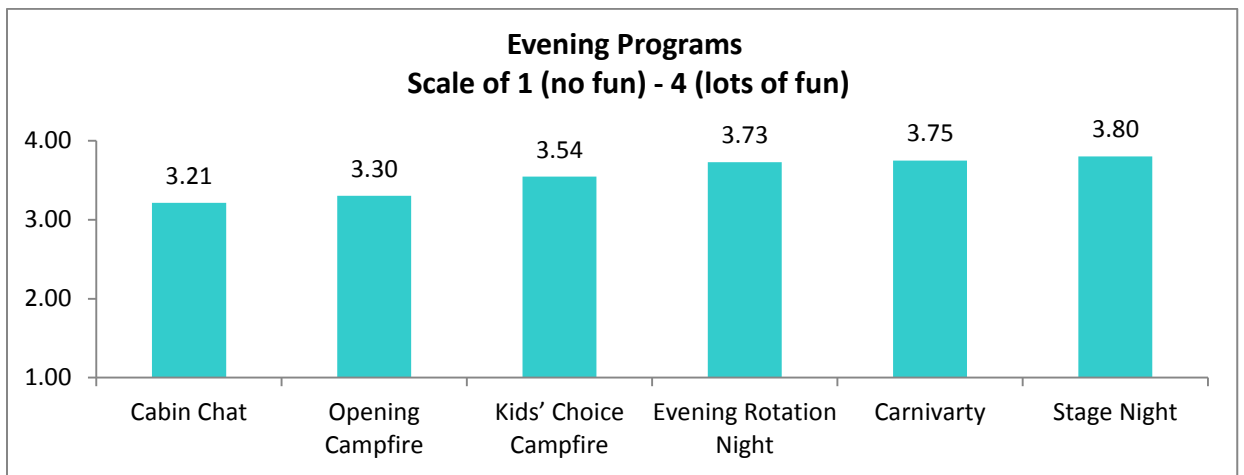 Evening Programs
Scale of 1 (no fun) - 4 (lots of fun)
4.00
3.00
2.00
1.00
3.21
3.30
3.54
3.73
3.75
3.80
Cabin Chat
Opening
Campfire
Kids’ Choice
Campfire
Evening Rotation
Night
Carnivarty
Stage Night